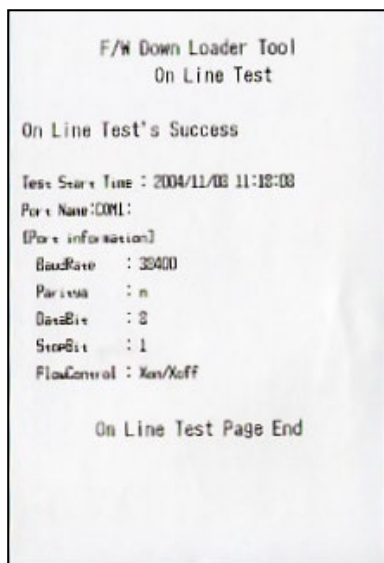 F/W Down Loader Tool
On Line Test
On Line Test's Success
Test Start Time : 2004/11/08 11:18:08
Port Name:COM1:
[Port information]
BaudRate : 38400
Paritya : n
DataBit : 8
StopBit : 1
FlowControl : Xon/Xoff
On Line Test Page End